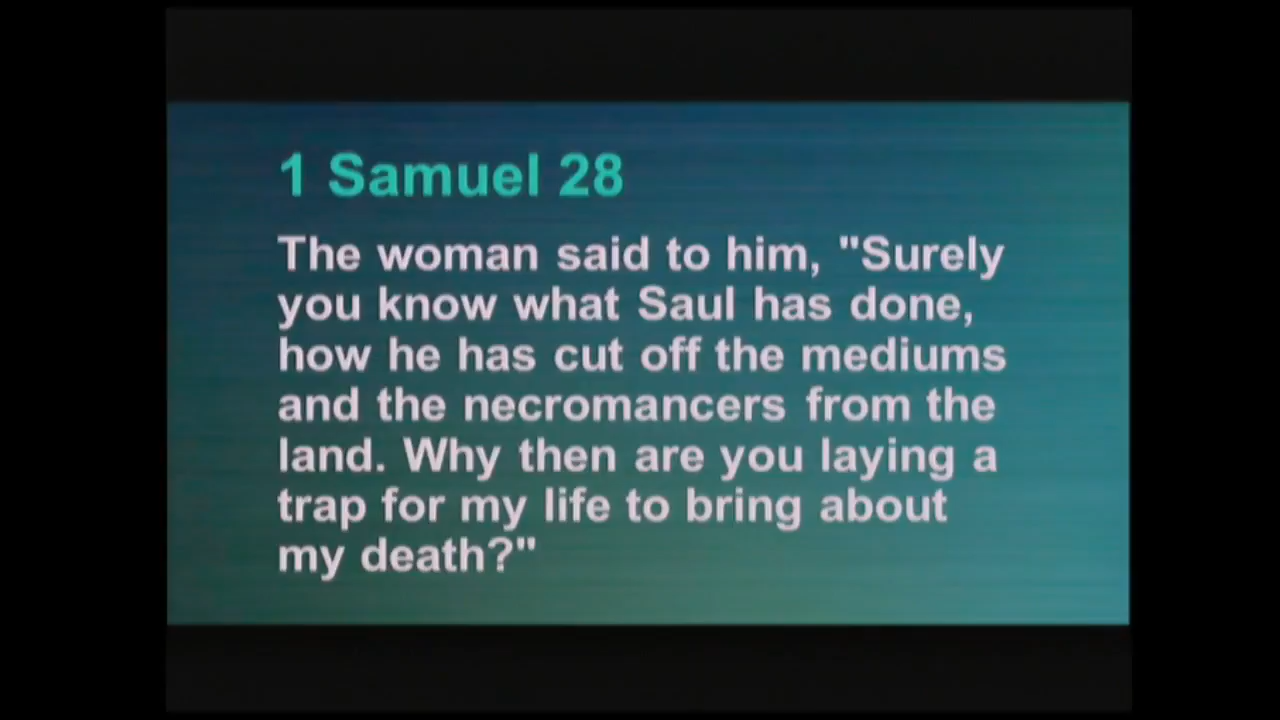 1 Samuel 28
The woman said to him, "Surely
you know what Saul has done,
how he has cut off the mediums
and the necromancers from the
land. Why then are you laying a
trap for my life to bring about
my death?"